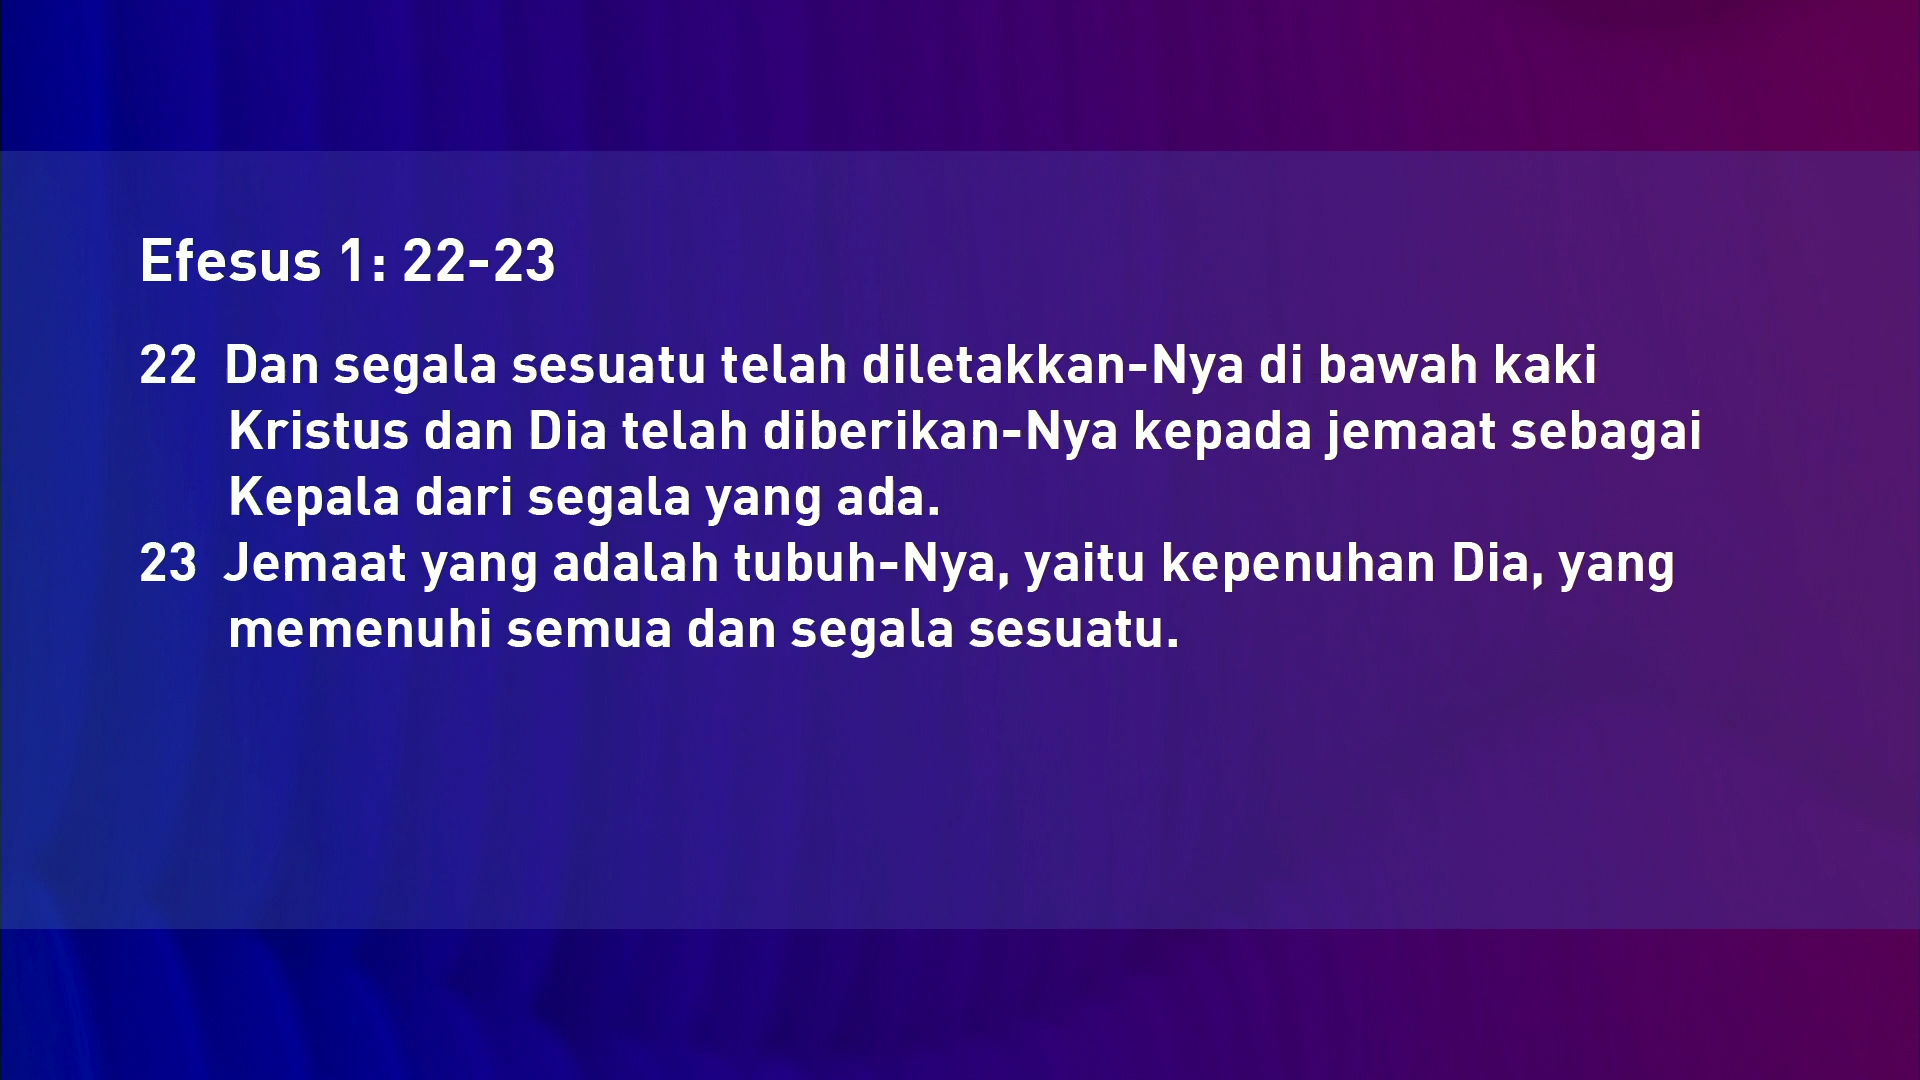 Efesus 1: 22-23
22 Dan segala sesuatu telah diletakkan-Nya di bawah kaki
Kristus dan Dia telah diberikan-Nya kepada jemaat sebagai
Kepala dari segala yang ada.
23 Jemaat yang adalah tubuh-Nya, yaitu kepenuhan Dia, yang
memenuhi semua dan segala sesuatu.